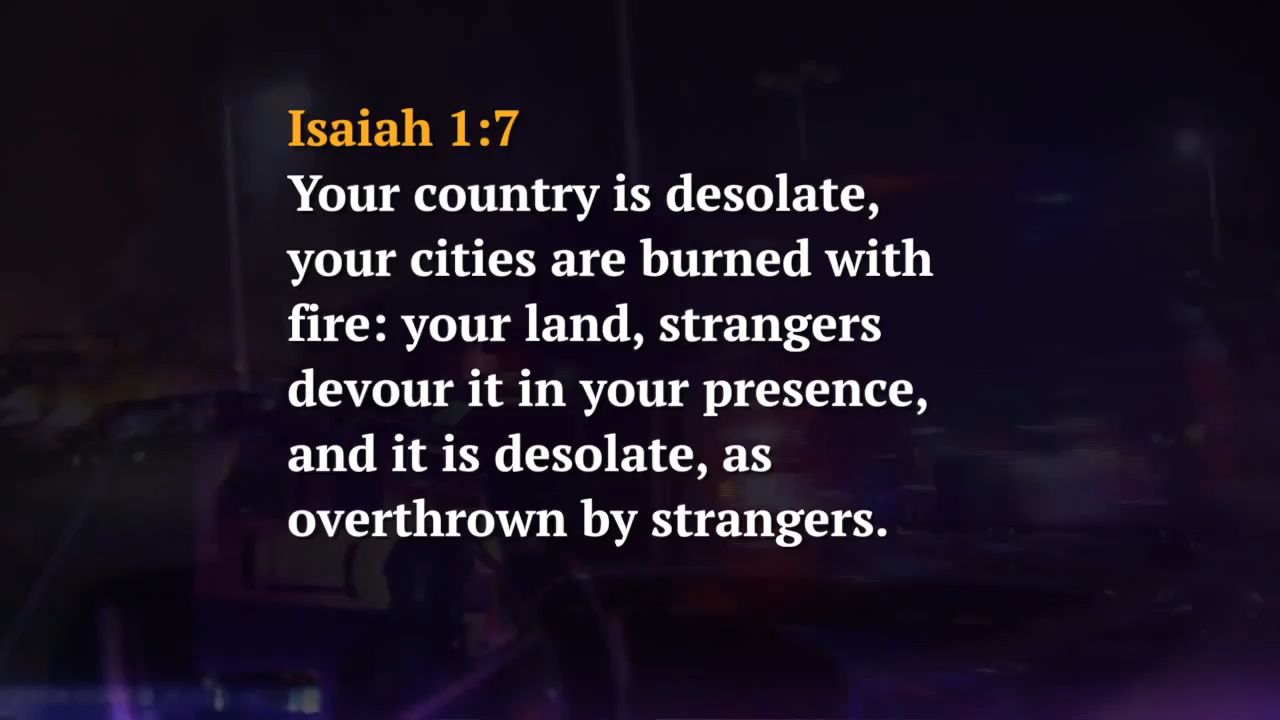 Isaiah 1:7
Your country is desolate,
your cities are burned with
fire: your land, strangers
devour it in your presence,
and it is desolate, as
overthrown by strangers.